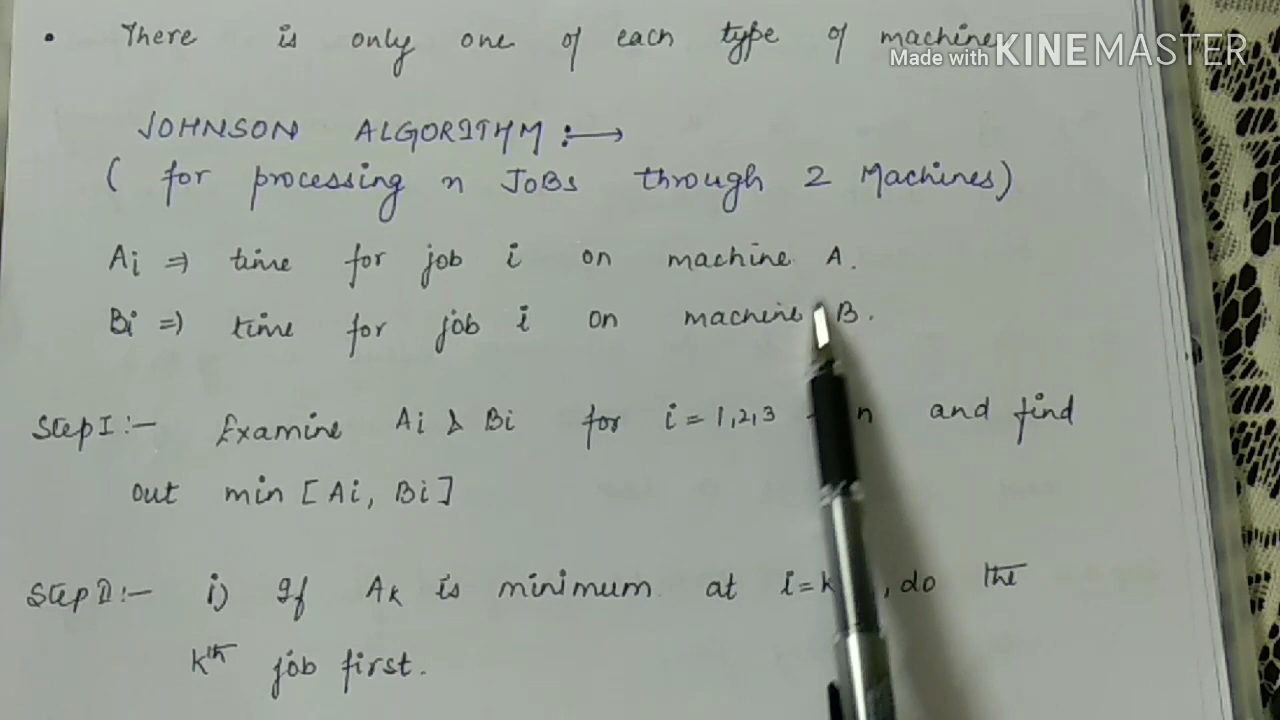 • There is only one of each type of machine
Made with KINEMASTER
JOHNSON ALGORITHM :→
( for processing n JOBs through 2 Machines)
Ai ⇒ time for job i on machine A.
Bi ⇒ time for job i on machine B.
Step I :- Examine Ai & Bi for i = 1,2,3 n and find
out min [Ai, Bi]
Step II :- i) If AK is minimum at i=K , do the
Kth job first.